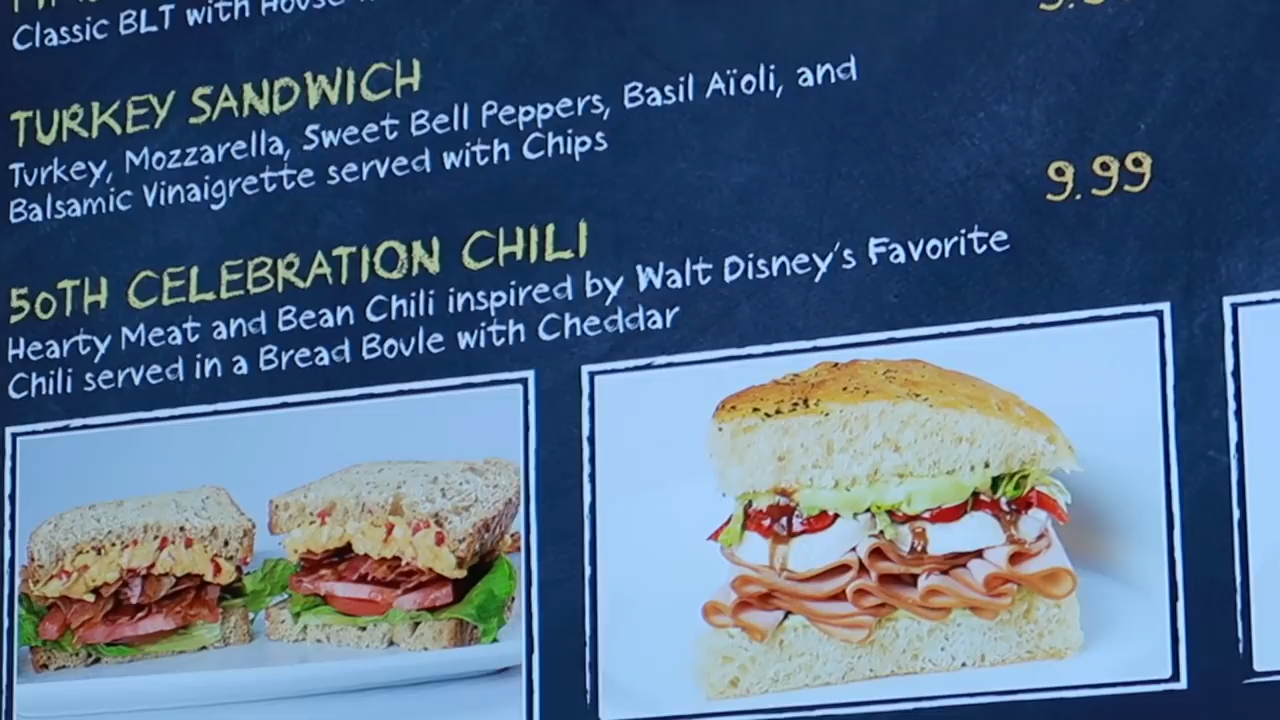 Classic BLT with House
TURKEY SANDWICH
Turkey, Mozzarella, Sweet Bell Peppers, Basil Aïoli, and
Balsamic Vinaigrette served with Chips
9.99
50TH CELEBRATION CHILI
Hearty Meat and Bean Chili inspired by Walt Disney's Favorite
Chili served in a Bread Bovle with Cheddar